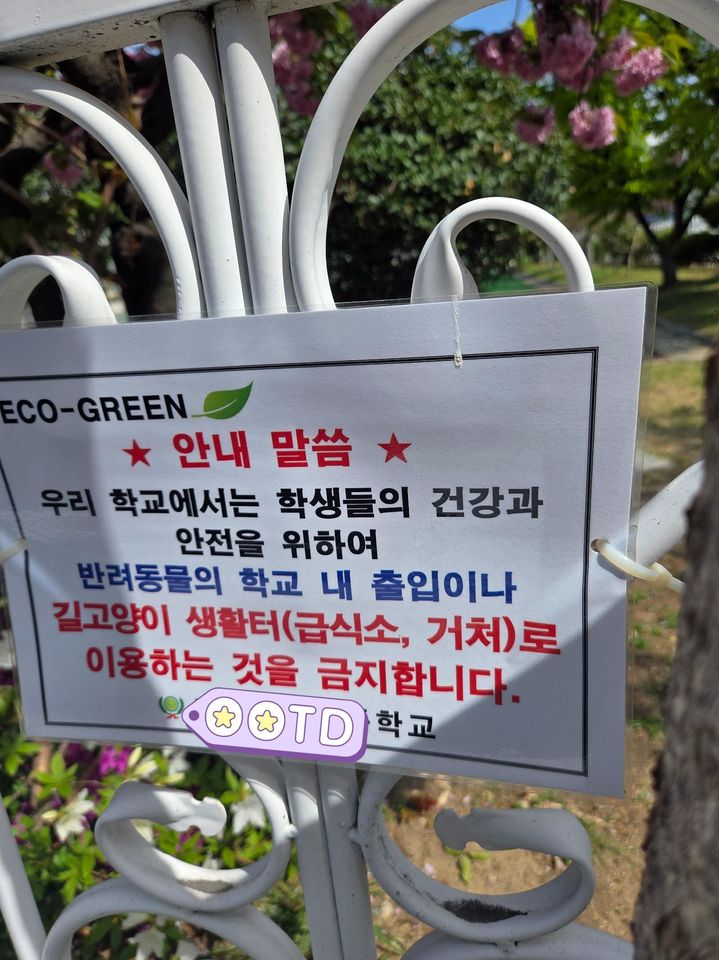 ECO-GREEN
★ 안내 말씀 ★
우리 학교에서는 학생들의 건강과
안전을 위하여
반려동물의 학교 내 출입이나
길고양이 생활터(급식소, 거처)로
이용하는 것을 금지합니다.
OOTD 학교